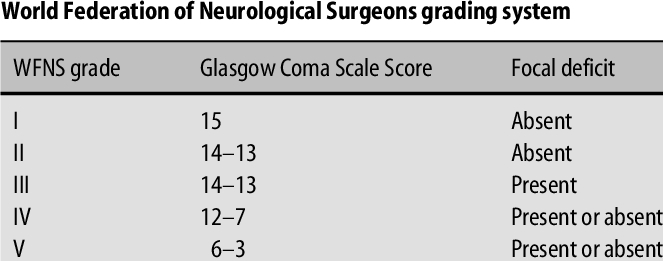 World Federation of Neurological Surgeons grading system
WFNS grade Glasgow Coma Scale Score Focal deficit
I 15 Absent
II 14–13 Absent
III 14–13 Present
IV 12–7 Present or absent
V 6–3 Present or absent